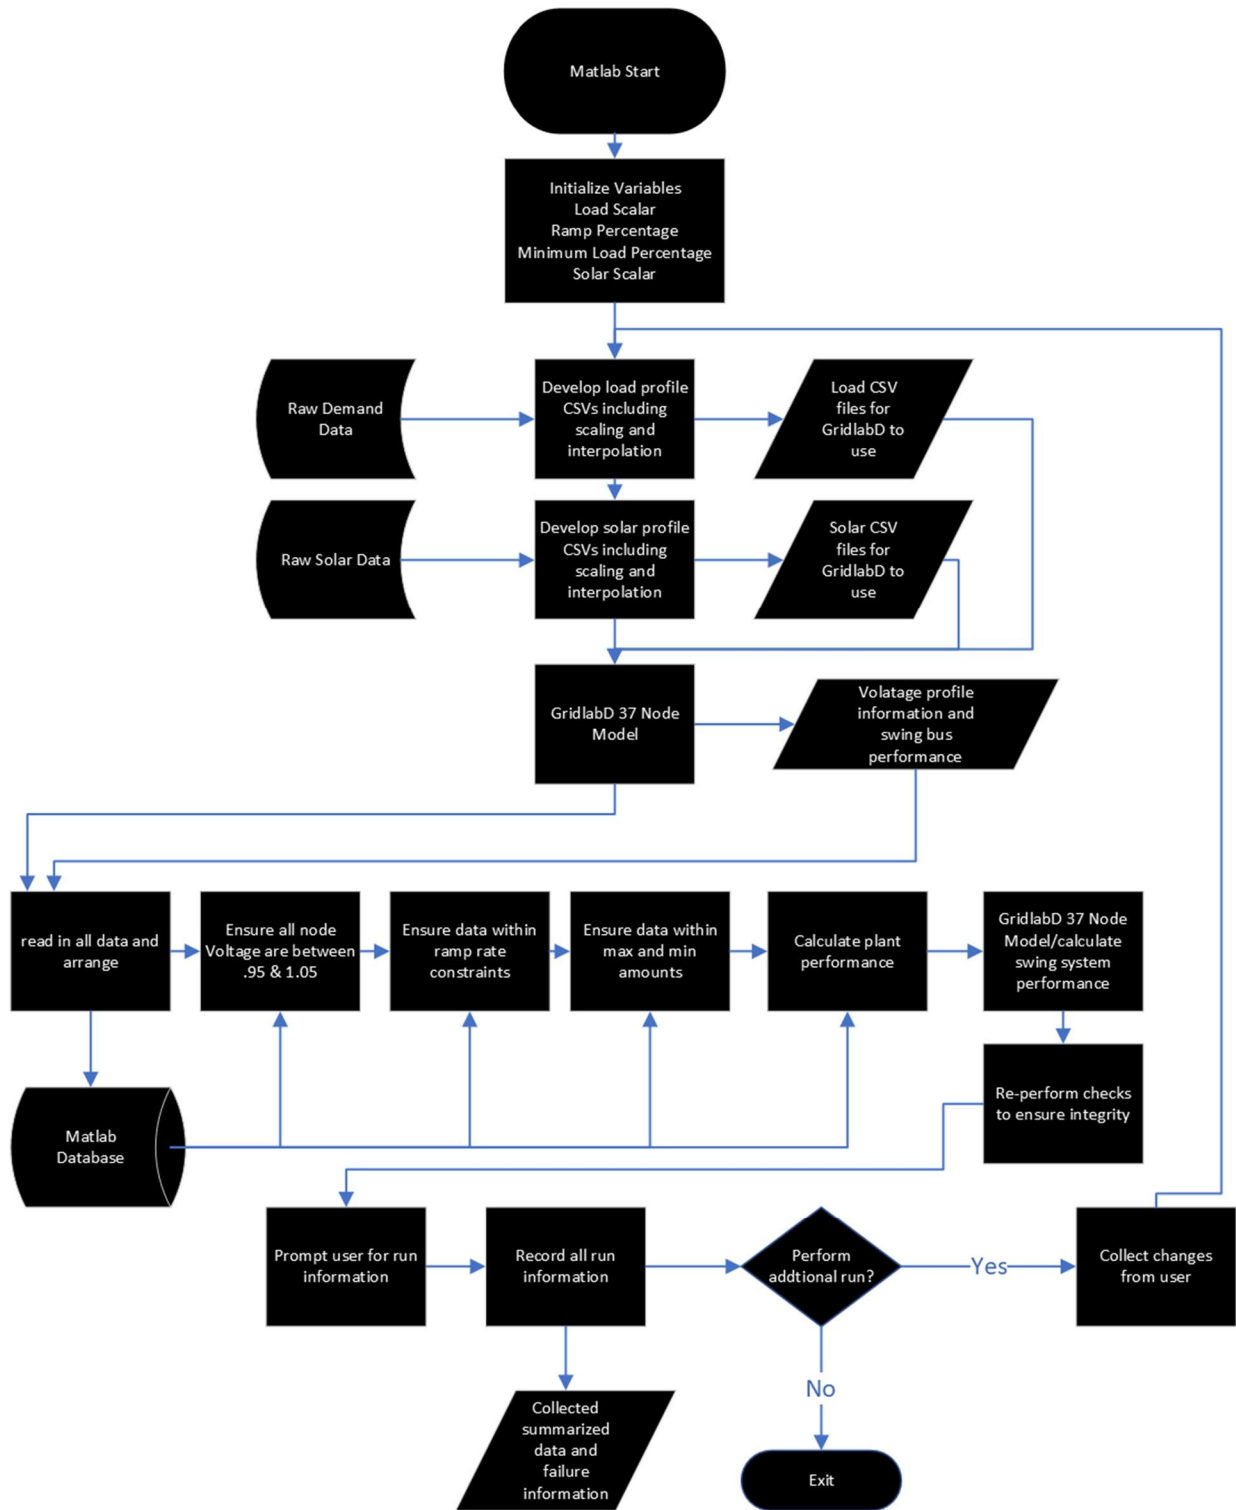 Matlab Start
Initialize Variables
Load Scalar
Ramp Percentage
Minimum Load Percentage
Solar Scalar
Raw Demand
Data
Develop load profile
CSVs including
scaling and
interpolation
Load CSV
files for
GridlabD to
use
Raw Solar Data
Develop solar profile
CSVs including
scaling and
interpolation
Solar CSV
files for
GridlabD to
use
GridlabD 37 Node
Model
Volatage profile
information and
swing bus
performance
read in all data and
arrange
Ensure all node
Voltage are between
.95 & 1.05
Ensure data within
ramp rate
constraints
Ensure data within
max and min
amounts
Calculate plant
performance
GridlabD 37 Node
Model/calculate
swing system
performance
Matlab
Database
Re-perform checks
to ensure integrity
Prompt user for run
information
Record all run
information
Perform
addtional run?
Yes
Collect changes
from user
No
Collected
summarized
data and
failure
information
Exit